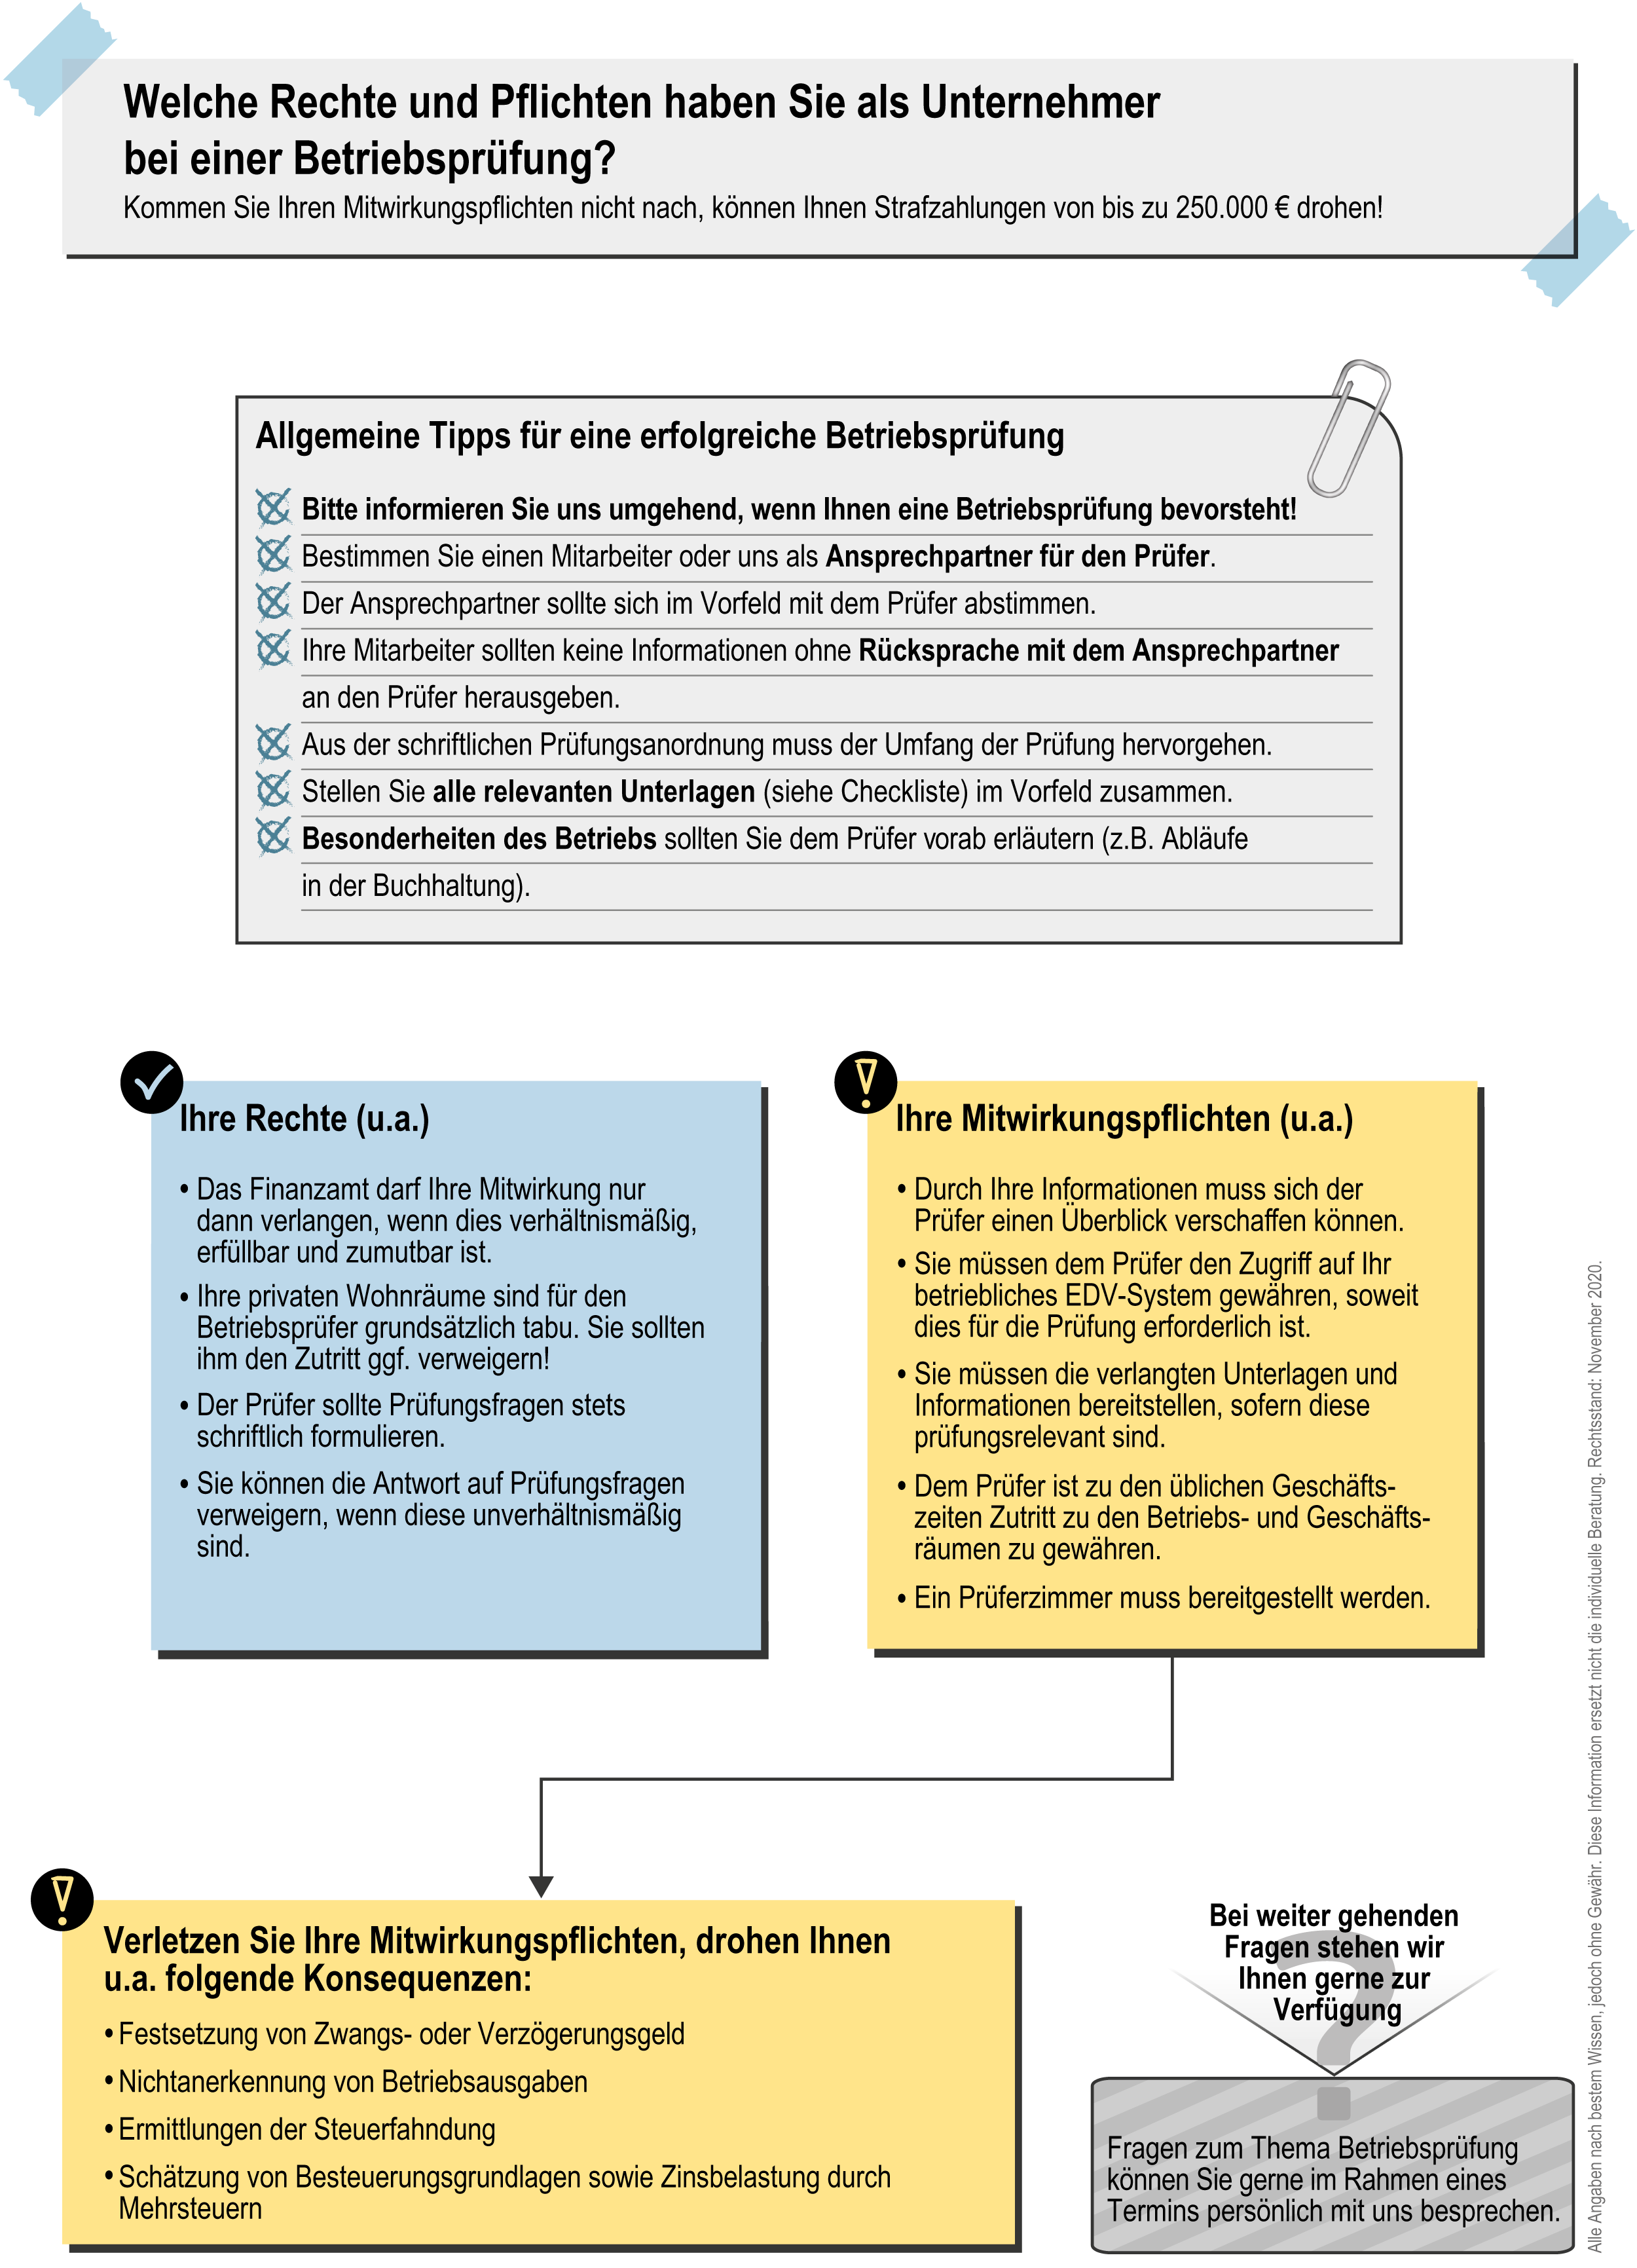 Welche Rechte und Pflichten haben Sie als Unternehmer
bei einer Betriebsprüfung?
Kommen Sie Ihren Mitwirkungspflichten nicht nach, können Ihnen Strafzahlungen von bis zu 250.000 € drohen!
Allgemeine Tipps für eine erfolgreiche Betriebsprüfung
Bitte informieren Sie uns umgehend, wenn Ihnen eine Betriebsprüfung bevorsteht!
Bestimmen Sie einen Mitarbeiter oder uns als Ansprechpartner für den Prüfer.
Der Ansprechpartner sollte sich im Vorfeld mit dem Prüfer abstimmen.
Ihre Mitarbeiter sollten keine Informationen ohne Rücksprache mit dem Ansprechpartner
an den Prüfer herausgeben.
Aus der schriftlichen Prüfungsanordnung muss der Umfang der Prüfung hervorgehen.
Stellen Sie alle relevanten Unterlagen (siehe Checkliste) im Vorfeld zusammen.
Besonderheiten des Betriebs sollten Sie dem Prüfer vorab erläutern (z.B. Abläufe
in der Buchhaltung).
Ihre Rechte (u.a.)
• Das Finanzamt darf Ihre Mitwirkung nur
dann verlangen, wenn dies verhältnismäßig,
erfüllbar und zumutbar ist.
• Ihre privaten Wohnräume sind für den
Betriebsprüfer grundsätzlich tabu. Sie sollten
ihm den Zutritt ggf. verweigern!
• Der Prüfer sollte Prüfungsfragen stets
schriftlich formulieren.
• Sie können die Antwort auf Prüfungsfragen
verweigern, wenn diese unverhältnismäßig
sind.
Ihre Mitwirkungspflichten (u.a.)
• Durch Ihre Informationen muss sich der
Prüfer einen Überblick verschaffen können.
• Sie müssen dem Prüfer den Zugriff auf Ihr
betriebliches EDV-System gewähren, soweit
dies für die Prüfung erforderlich ist.
• Sie müssen die verlangten Unterlagen und
Informationen bereitstellen, sofern diese
prüfungsrelevant sind.
• Dem Prüfer ist zu den üblichen Geschäfts-
zeiten Zutritt zu den Betriebs- und Geschäfts-
räumen zu gewähren.
• Ein Prüferzimmer muss bereitgestellt werden.
Verletzen Sie Ihre Mitwirkungspflichten, drohen Ihnen
u.a. folgende Konsequenzen:
• Festsetzung von Zwangs- oder Verzögerungsgeld
• Nichtanerkennung von Betriebsausgaben
• Ermittlungen der Steuerfahndung
• Schätzung von Besteuerungsgrundlagen sowie Zinsbelastung durch
Mehrsteuern
?
Bei weiter gehenden
Fragen stehen wir
Ihnen gerne zur
Verfügung
Fragen zum Thema Betriebsprüfung
können Sie gerne im Rahmen eines
Termins persönlich mit uns besprechen.
Alle Angaben nach bestem Wissen, jedoch ohne Gewähr. Diese Information ersetzt nicht die individuelle Beratung. Rechtsstand: November 2020.